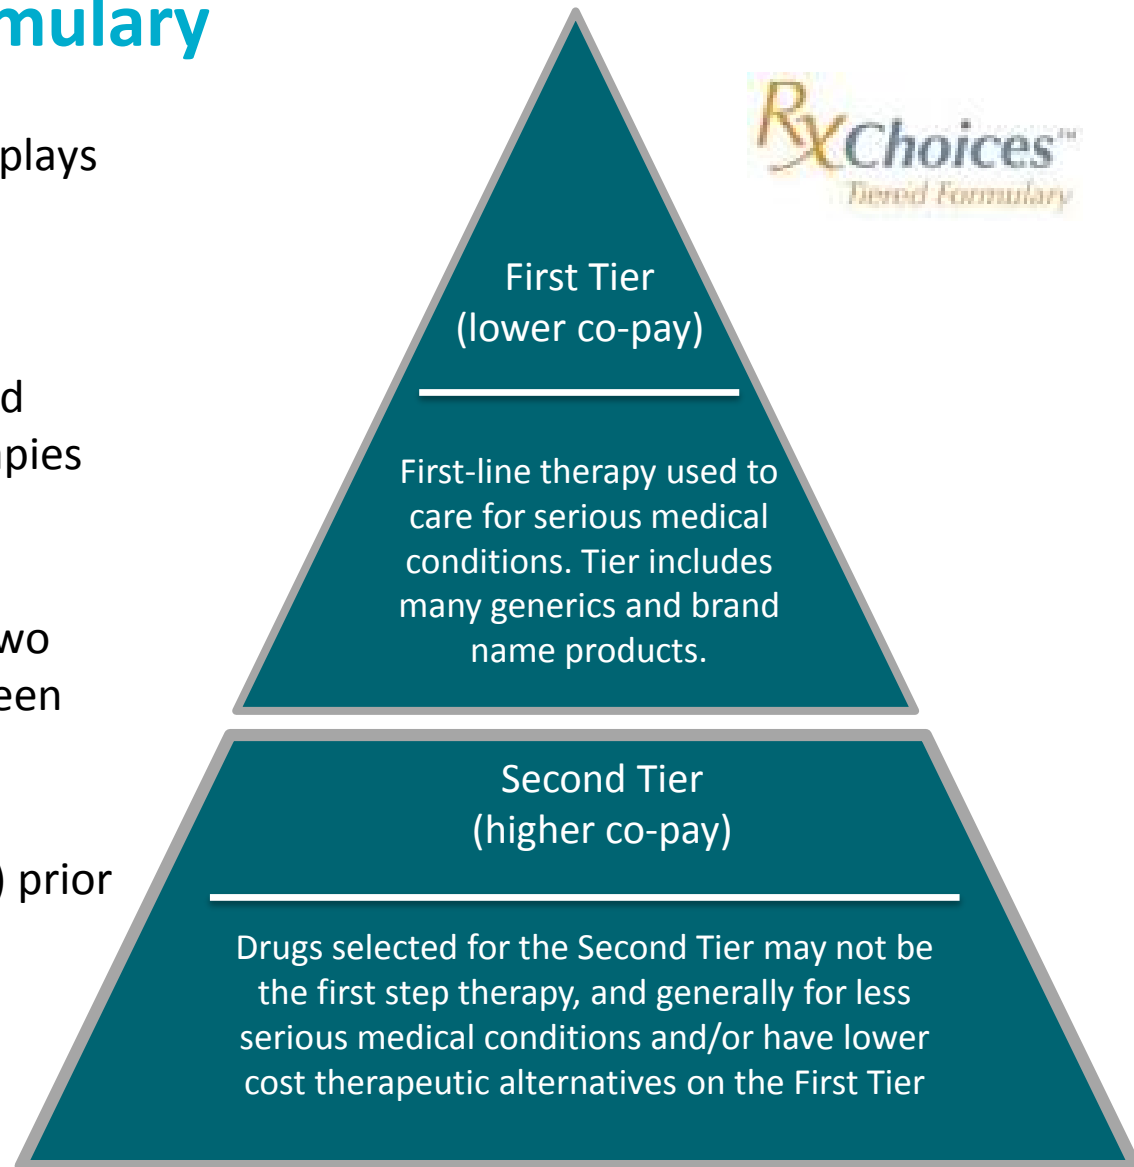 mulary
plays
d
apies
wo
een
) prior
RxChoices™
Tiered Formulary
First Tier
(lower co-pay)
First-line therapy used to
care for serious medical
conditions. Tier includes
many generics and brand
name products.
Second Tier
(higher co-pay)
Drugs selected for the Second Tier may not be
the first step therapy, and generally for less
serious medical conditions and/or have lower
cost therapeutic alternatives on the First Tier